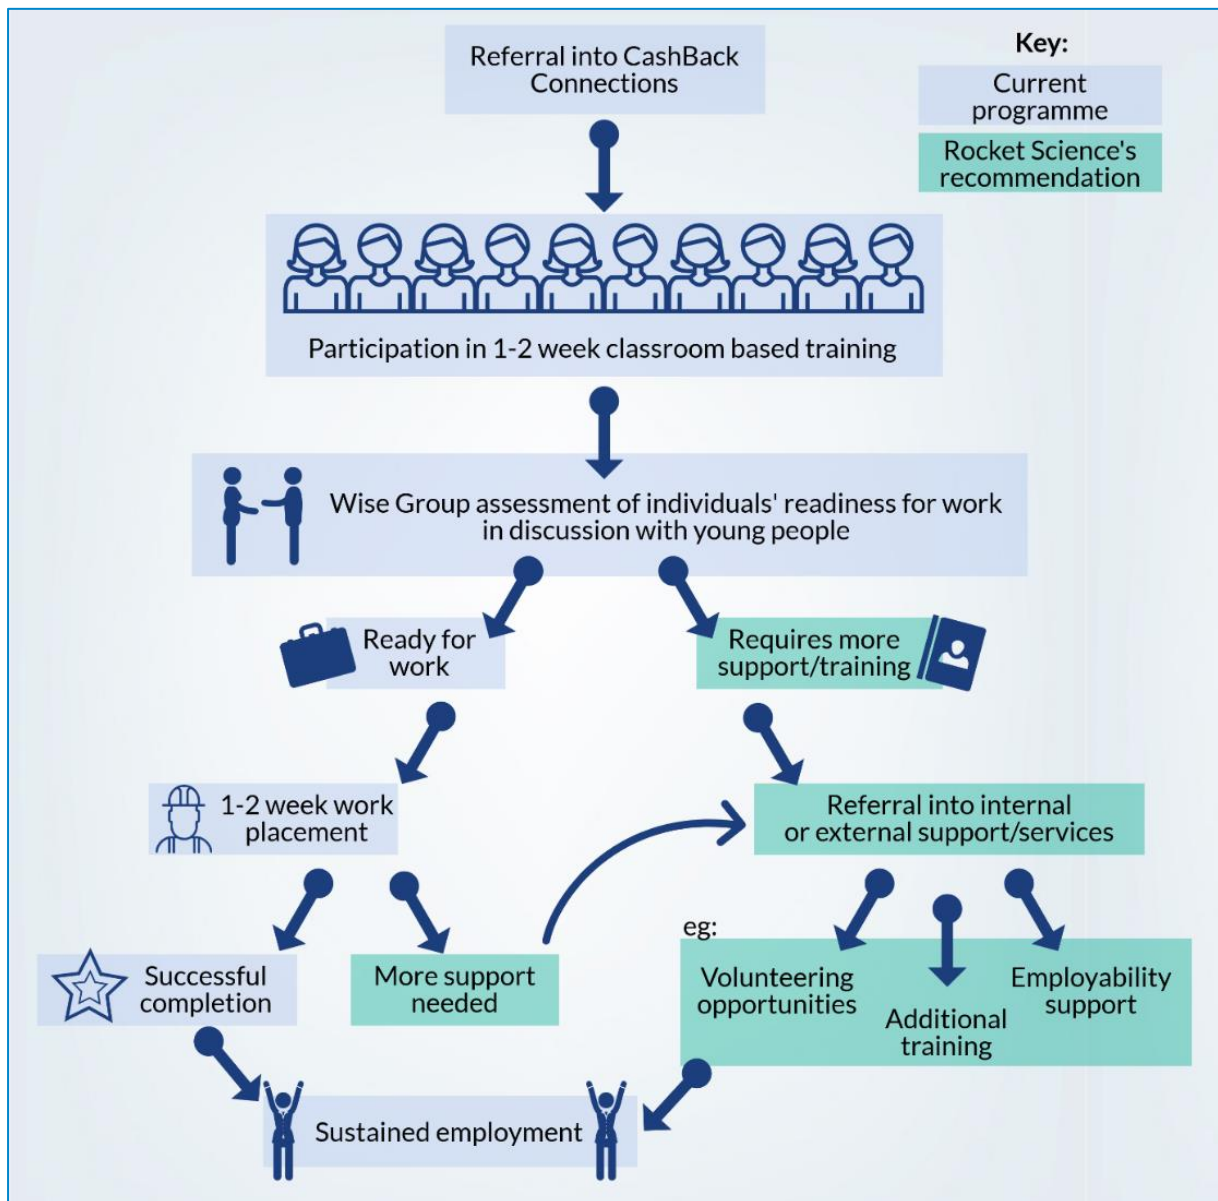 Referral into CashBack
Connections
Key:
Current
programme
Rocket Science's
recommendation
Participation in 1-2 week classroom based training
Wise Group assessment of individuals' readiness for work
in discussion with young people
Ready for
work
Requires more
support/training
1-2 week work
placement
Referral into internal
or external support/services
Successful
completion
More support
needed
eg:
Volunteering
opportunities
Additional
training
Employability
support
Sustained employment